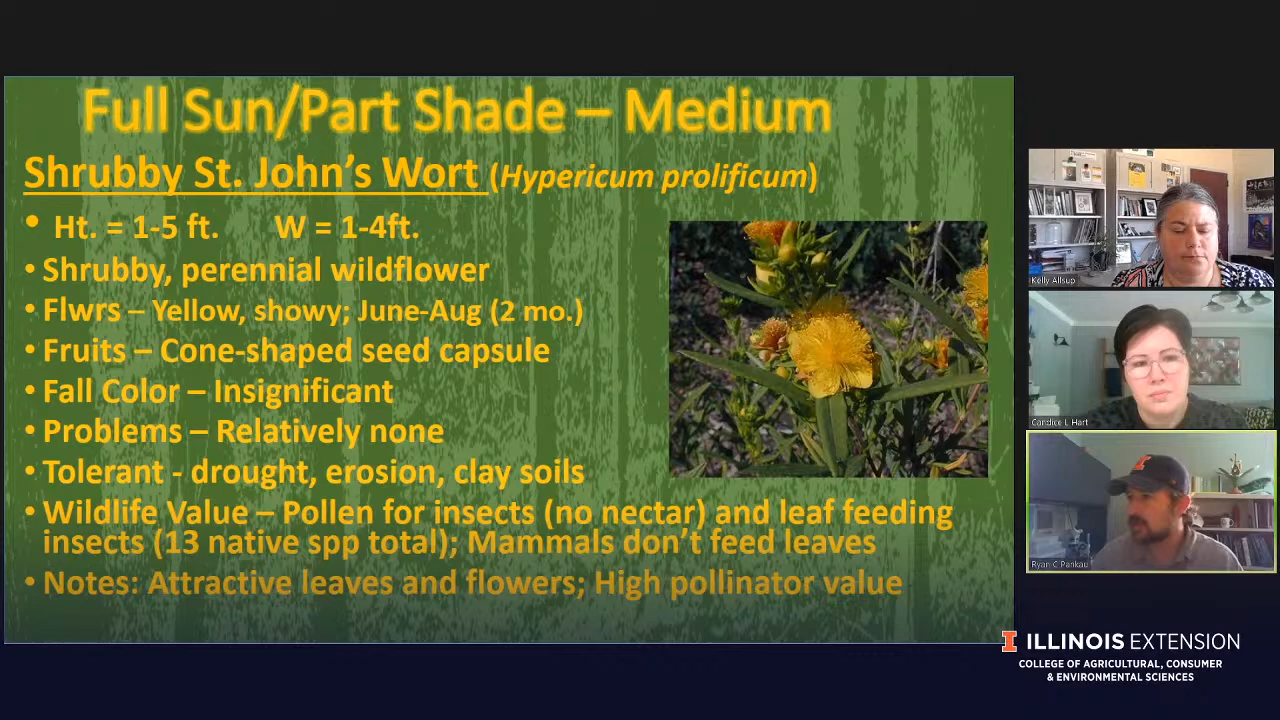 Full Sun/Part Shade – Medium
Shrubby St. John's Wort (Hypericum prolificum)
• Ht. = 1-5 ft. W = 1-4ft.
• Shrubby, perennial wildflower
• Flwrs – Yellow, showy; June-Aug (2 mo.)
• Fruits – Cone-shaped seed capsule
• Fall Color – Insignificant
• Problems – Relatively none
• Tolerant - drought, erosion, clay soils
• Wildlife Value – Pollen for insects (no nectar) and leaf feeding
insects (13 native spp total); Mammals don't feed leaves
• Notes: Attractive leaves and flowers; High pollinator value
Kelly Allsup
Candice L Hart
Ryan C Pankau
I ILLINOIS EXTENSION
COLLEGE OF AGRICULTURAL, CONSUMER
& ENVIRONMENTAL SCIENCES